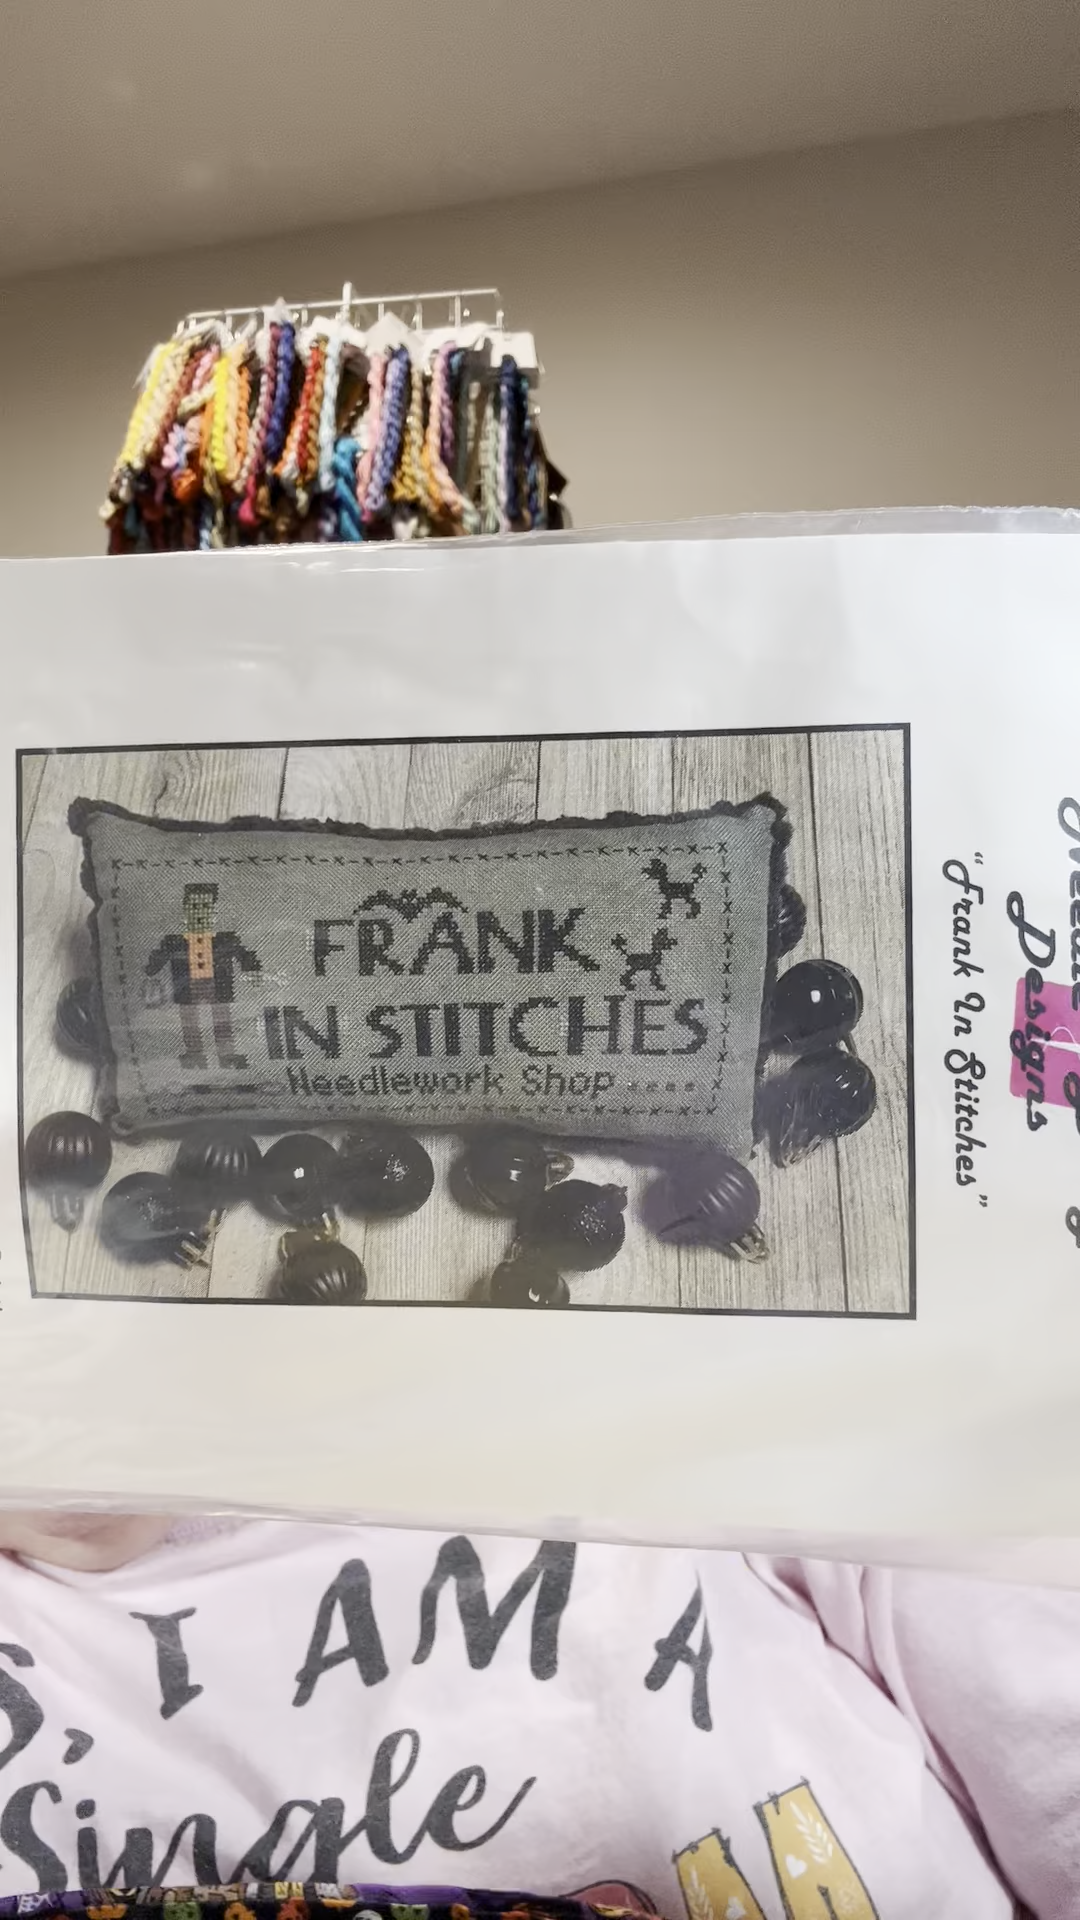 FRANK
IN STITCHES
Needlework Shop ....
Designs
"Frank In Stitches"
I AM A
Single